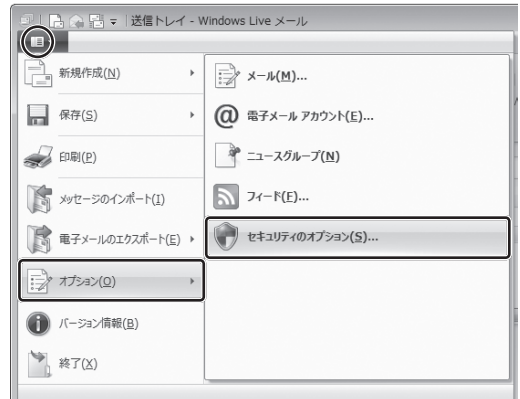 送信トレイ - Windows Live メール
新規作成(N)
保存(S)
印刷(P)
メッセージのインポート(I)
電子メールのエクスポート(E)
オプション(O)
バージョン情報(B)
終了(X)
メール(M)...
電子メール アカウント(E)...
ニュースグループ(N)
フィード(F)...
セキュリティのオプション(S)...